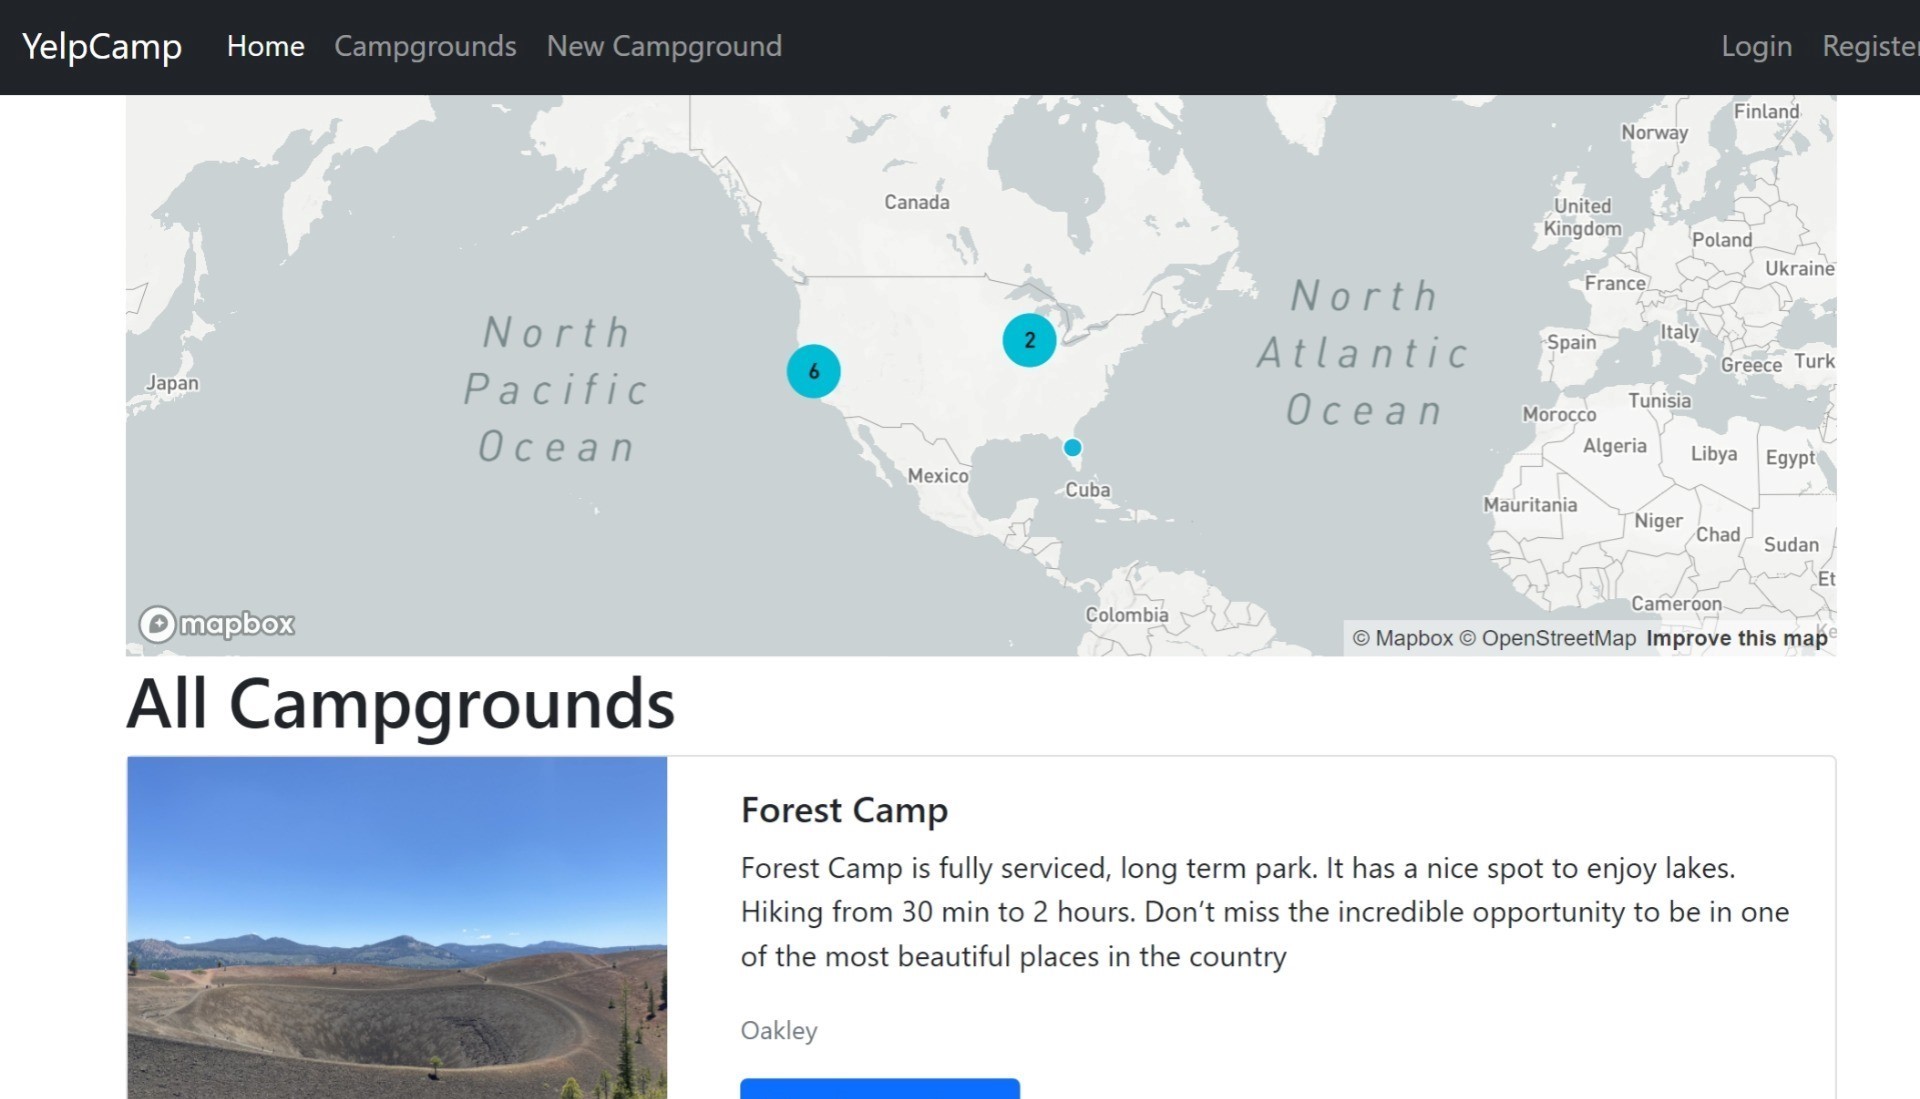 YelpCamp Home Campgrounds New Campground Login Register
Finland
Norway
Canada
United
Kingdom
Poland
Ukraine
France
North
Atlantic
Ocean
North
Pacific
Ocean
Italy
Spain
Greece
Turk
2
6
Japan
Tunisia
Morocco
Algeria
Libya
Egypt
Mexico
Cuba
Mauritania
Niger
Chad
Sudan
Et
Cameroon
Colombia
Ke
mapbox
© Mapbox © OpenStreetMap Improve this map
All Campgrounds
Forest Camp
Forest Camp is fully serviced, long term park. It has a nice spot to enjoy lakes.
Hiking from 30 min to 2 hours. Don’t miss the incredible opportunity to be in one
of the most beautiful places in the country
Oakley